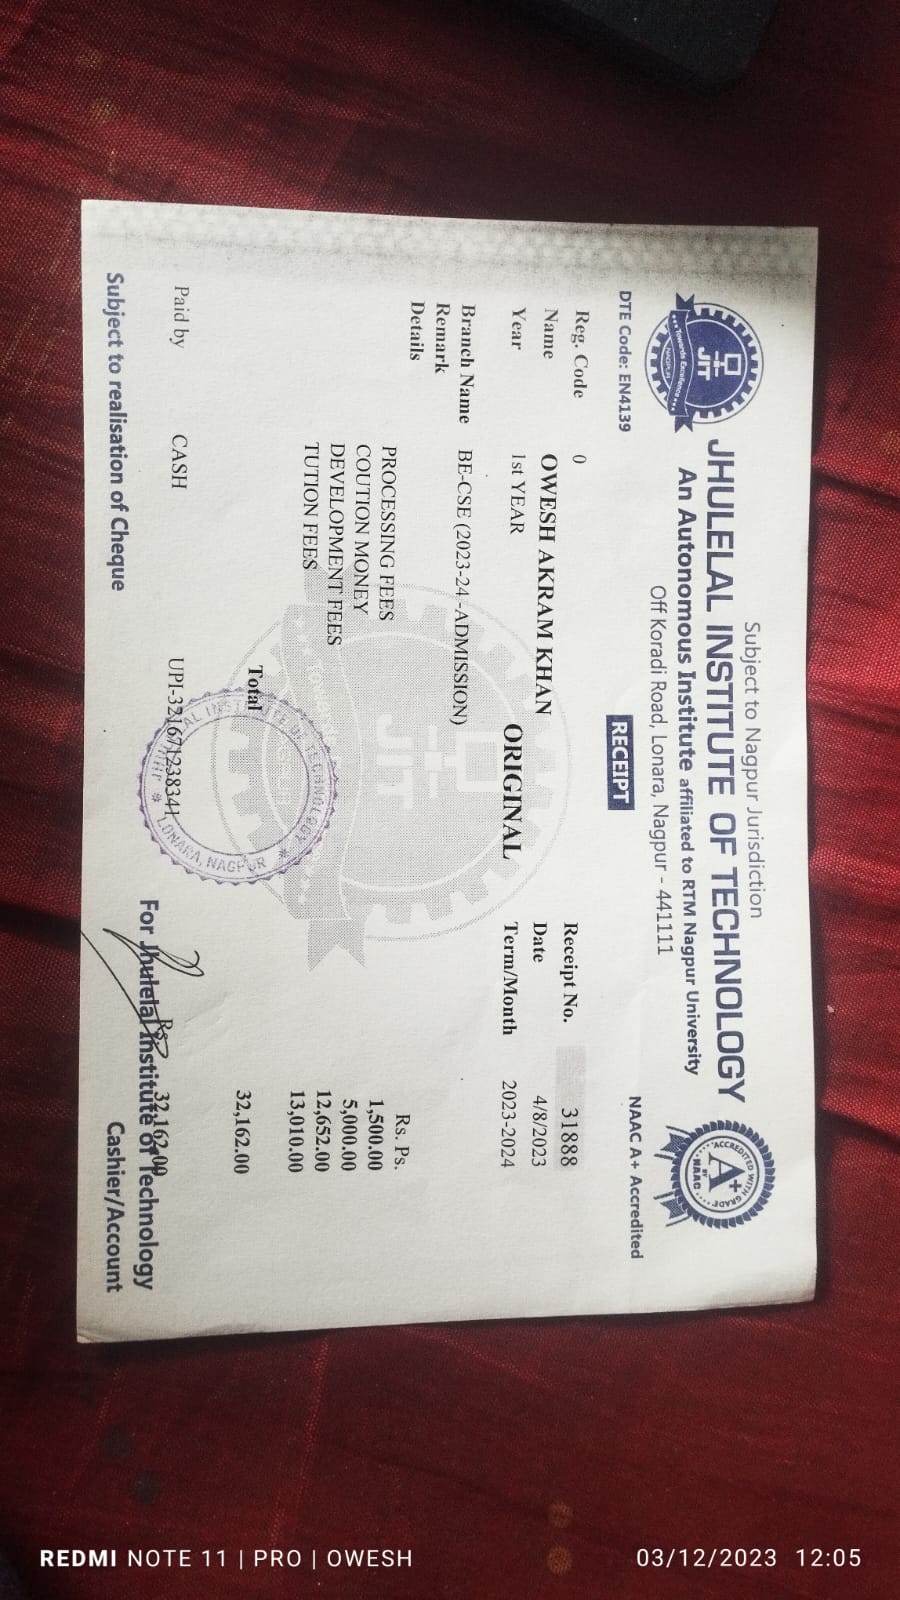 Subject to Nagpur Jurisdiction
JHULELAL INSTITUTE OF TECHNOLOGY
An Autonomous Institute affiliated to RTM Nagpur University
Off Koradi Road, Lonara, Nagpur - 441111
JIT
Towards Excellence
NAGPUR
ACCREDITED WITH GRADE
A+
BY
NAAC
DTE Code: EN4139
RECEIPT
NAAC A+ Accredited
Reg. Code 0 Receipt No. 31888
Name OWESH AKRAM KHAN Date 4/8/2023
Year 1st YEAR ORIGINAL Term/Month 2023-2024
Branch Name BE-CSE (2023-24 -ADMISSION)
Remark
Details Rs. Ps.
PROCESSING FEES 1,500.00
COUTION MONEY 5,000.00
DEVELOPMENT FEES 12,652.00
TUTION FEES 13,010.00
Total 32,162.00
LONARA, NAGPUR
Paid by CASH UPI-321671238341 Rs. 32,162.00
For Jhulelal Institute of Technology
Subject to realisation of Cheque Cashier/Account
REDMI NOTE 11 | PRO | OWESH 03/12/2023 12:05